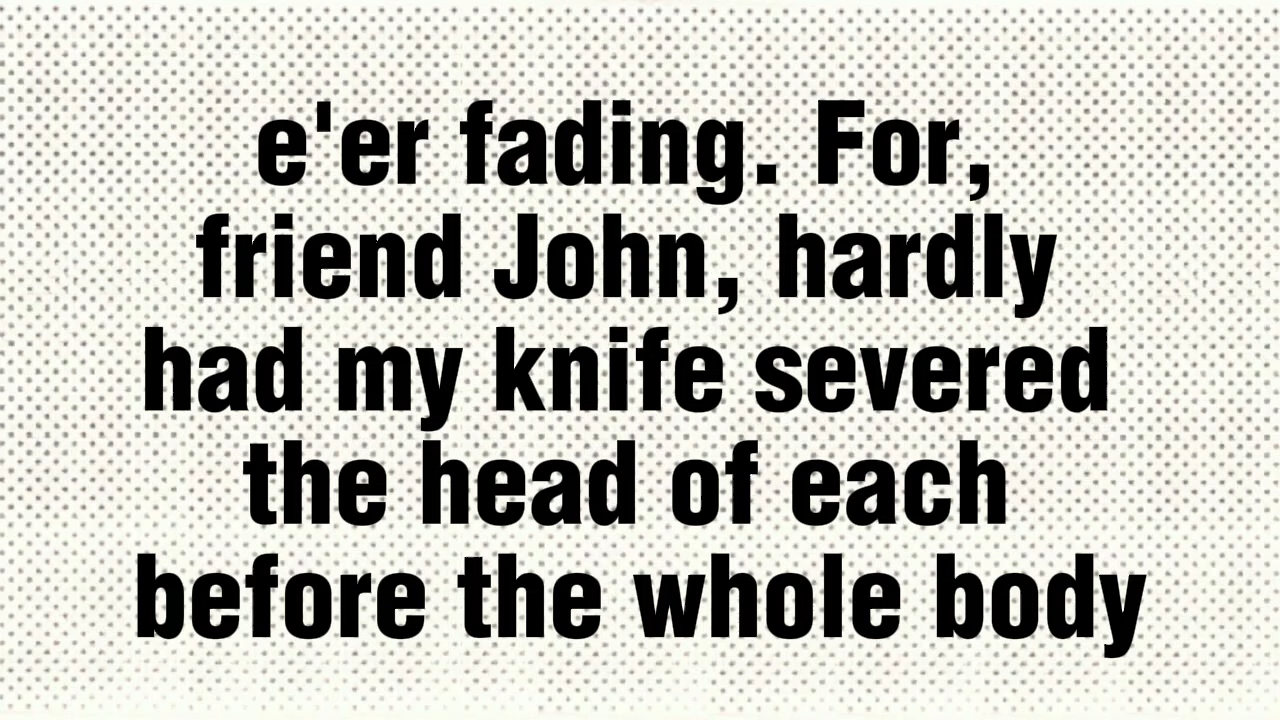 e'er fading. For,
friend John, hardly
had my knife severed
the head of each
before the whole body